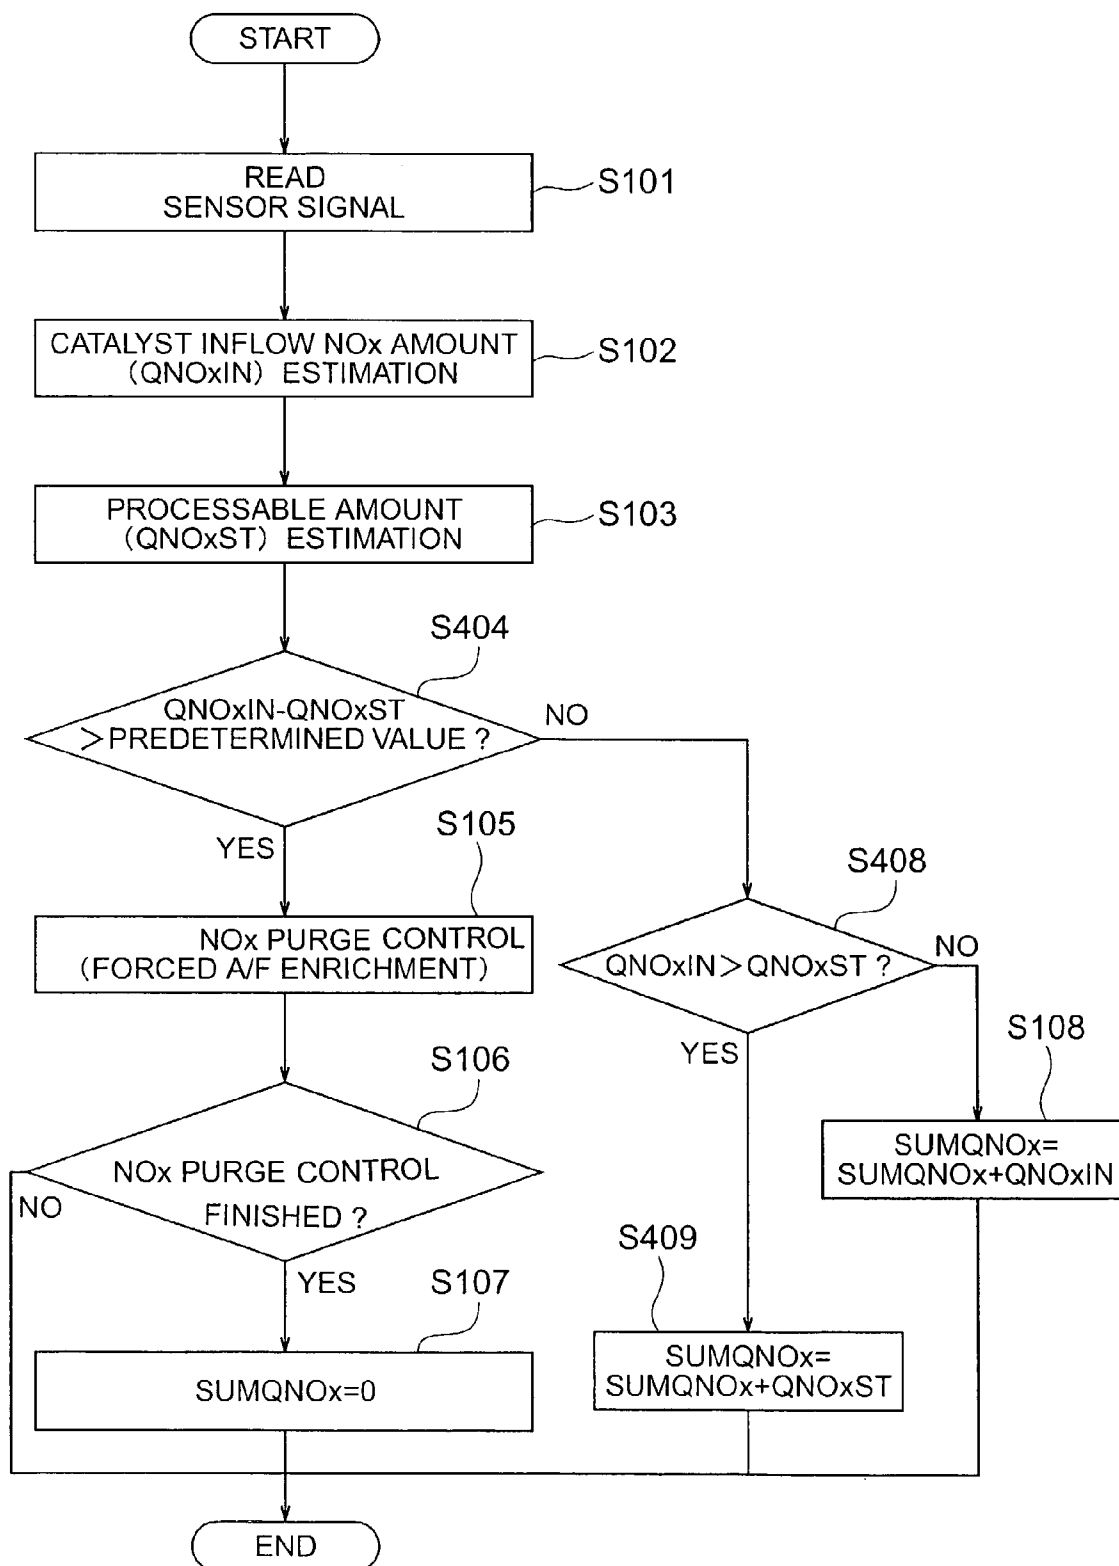 START
READ
SENSOR SIGNAL
S101
CATALYST INFLOW NOx AMOUNT
(QNOxIN) ESTIMATION
S102
PROCESSABLE AMOUNT
(QNOxST) ESTIMATION
S103
S404
QNOxIN-QNOxST
>PREDETERMINED VALUE ?
NO
YES
S105
NOx PURGE CONTROL
(FORCED A/F ENRICHMENT)
S408
QNOxIN>QNOxST ?
NO
YES
S106
NOx PURGE CONTROL
FINISHED ?
NO
YES
S108
SUMQNOx=
SUMQNOx+QNOxIN
S107
SUMQNOx=0
S409
SUMQNOx=
SUMQNOx+QNOxST
END